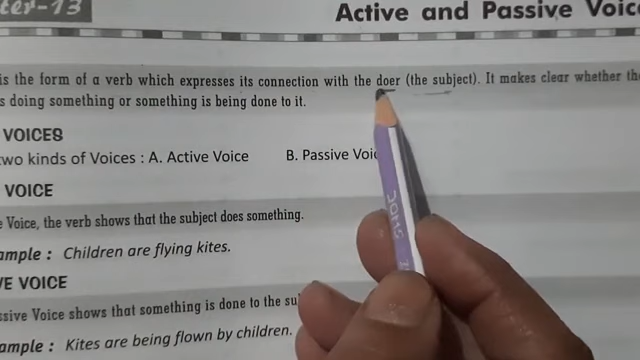 ter-13
Active and Passive Voic
is the form of a verb which expresses its connection with the doer (the subject). It makes clear whether the
s doing something or something is being done to it.
VOICES
two kinds of Voices : A. Active Voice B. Passive Voic
VOICE
e Voice, the verb shows that the subject does something.
ample : Children are flying kites.
VE VOICE
ssive Voice shows that something is done to the su
ample : Kites are being flown by children.
DOMS